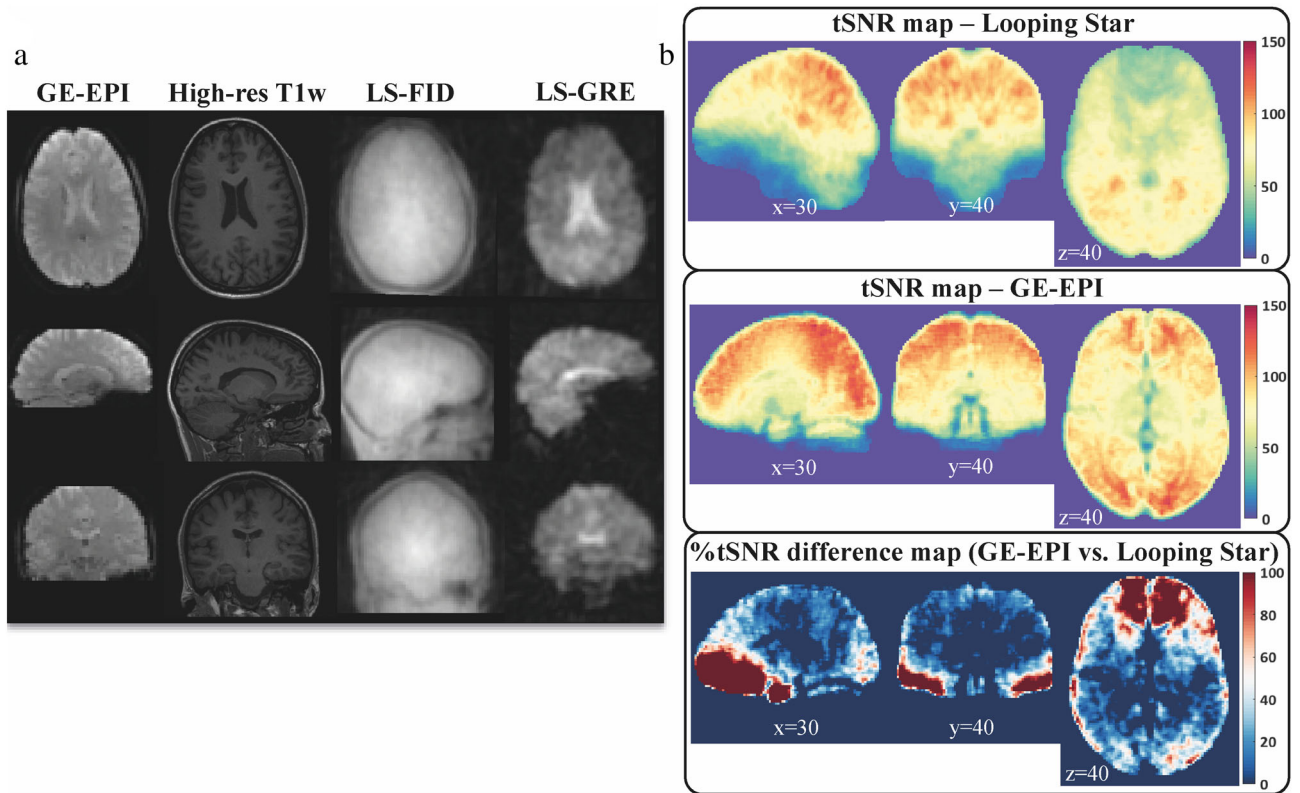 a
GE-EPI High-res T1w LS-FID LS-GRE
b
tSNR map – Looping Star
x=30 y=40 z=40
150
100
50
0
tSNR map – GE-EPI
x=30 y=40 z=40
150
100
50
0
%tSNR difference map (GE-EPI vs. Looping Star)
x=30 y=40 z=40
100
80
60
40
20
0